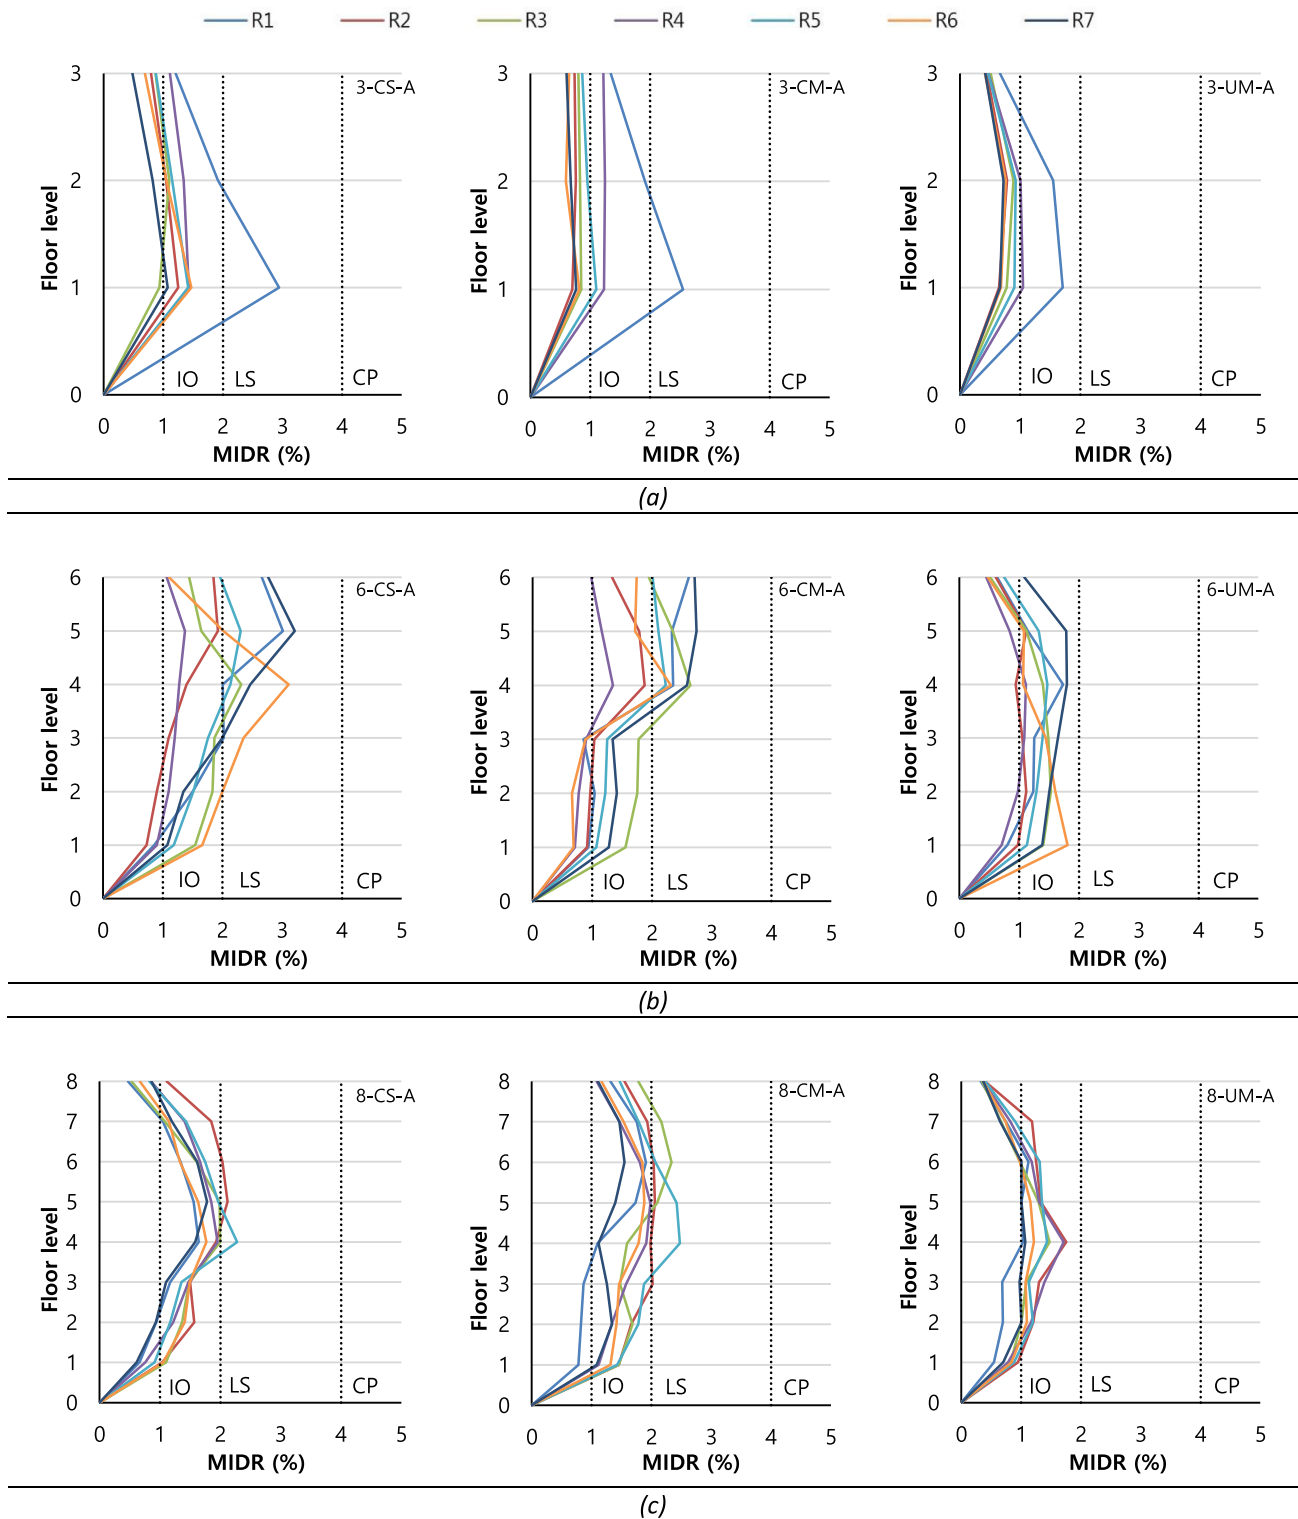 R1 R2 R3 R4 R5 R6 R7
3 3-CS-A
2
1
0 IO LS CP
0 1 2 3 4 5
Floor level
MIDR (%)
3 3-CM-A
2
1
0 IO LS CP
0 1 2 3 4 5
Floor level
MIDR (%)
3 3-UM-A
2
1
0 IO LS CP
0 1 2 3 4 5
Floor level
MIDR (%)
(a)
6 6-CS-A
5
4
3
2
1
0 IO LS CP
0 1 2 3 4 5
Floor level
MIDR (%)
6 6-CM-A
5
4
3
2
1
0 IO LS CP
0 1 2 3 4 5
Floor level
MIDR (%)
6 6-UM-A
5
4
3
2
1
0 IO LS CP
0 1 2 3 4 5
Floor level
MIDR (%)
(b)
8 8-CS-A
7
6
5
4
3
2
1
0 IO LS CP
0 1 2 3 4 5
Floor level
MIDR (%)
8 8-CM-A
7
6
5
4
3
2
1
0 IO LS CP
0 1 2 3 4 5
Floor level
MIDR (%)
8 8-UM-A
7
6
5
4
3
2
1
0 IO LS CP
0 1 2 3 4 5
Floor level
MIDR (%)
(c)